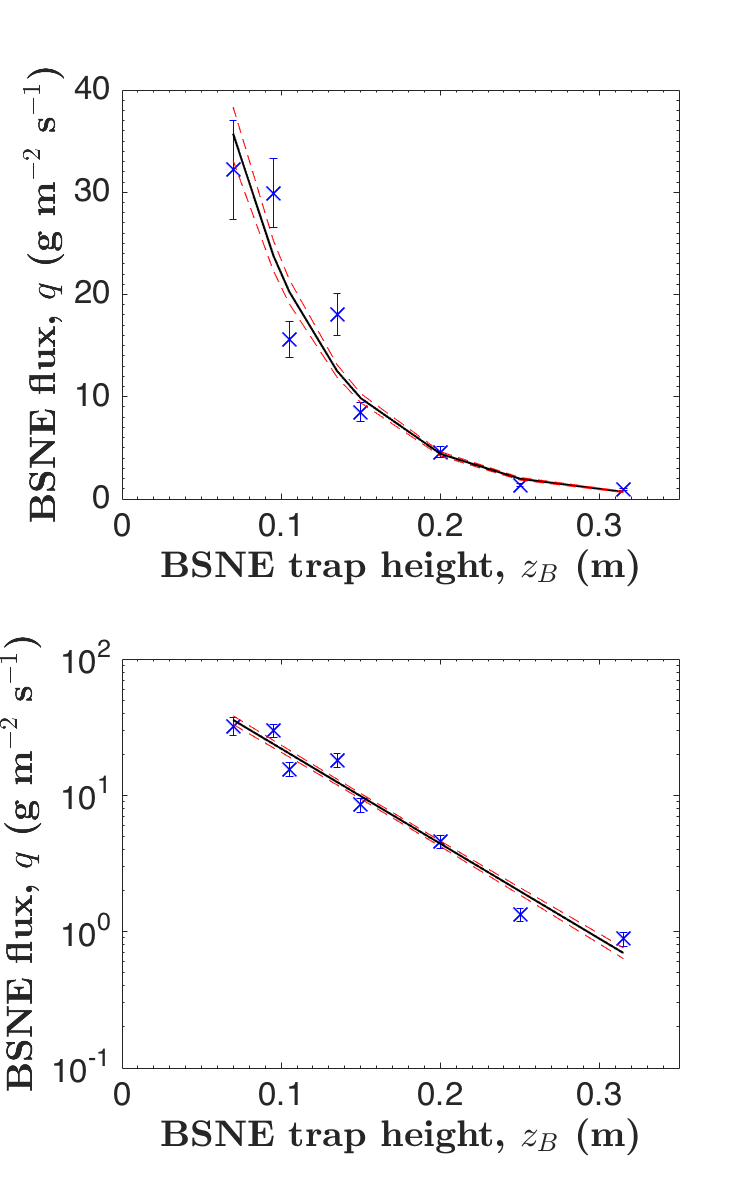 40
30
20
10
0
BSNE flux, q (g m⁻² s⁻¹)
0 0.1 0.2 0.3
BSNE trap height, z_B (m)
10²
10¹
10⁰
10⁻¹
BSNE flux, q (g m⁻² s⁻¹)
0 0.1 0.2 0.3
BSNE trap height, z_B (m)